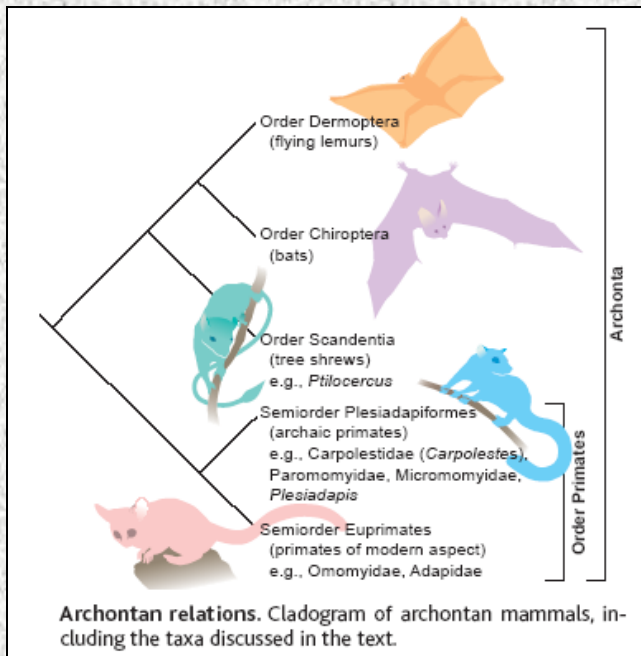 Order Dermoptera
(flying lemurs)
Order Chiroptera
(bats)
Order Scandentia
(tree shrews)
e.g., Ptilocercus
Semiorder Plesiadapiformes
(archaic primates)
e.g., Carpolestidae (Carpolestes),
Paromomyidae, Micromomyidae,
Plesiadapis
Semiorder Euprimates
(primates of modern aspect)
e.g., Omomyidae, Adapidae
Order Primates
Archonta
Archontan relations. Cladogram of archontan mammals, in-
cluding the taxa discussed in the text.